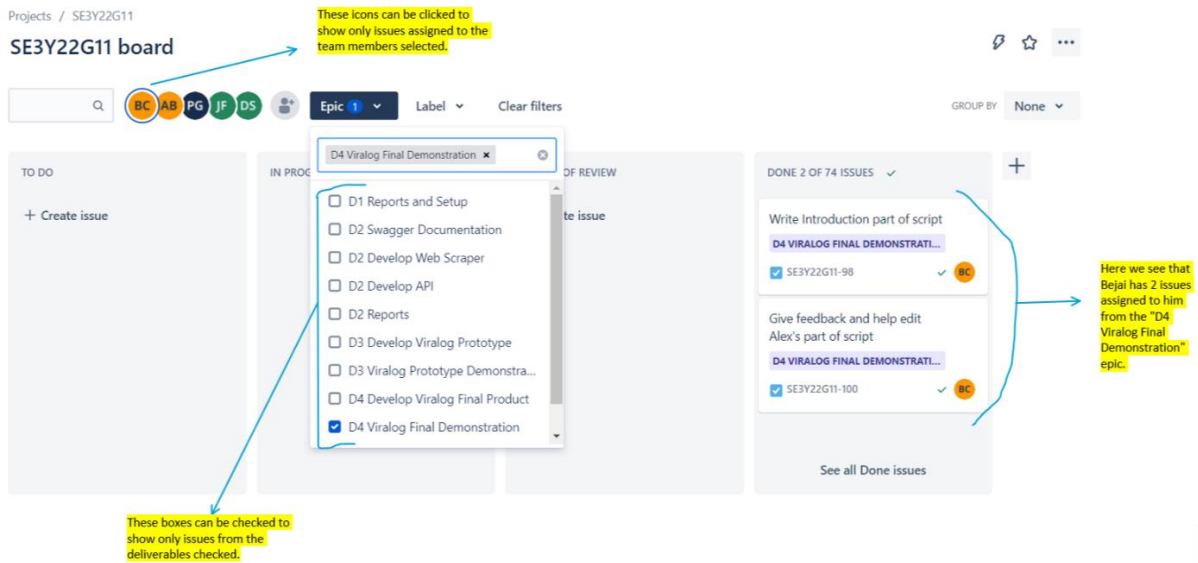 Projects / SE3Y22G11
SE3Y22G11 board
These icons can be clicked to
show only issues assigned to the
team members selected.
BC AB PG JF DS
Epic 1
Label
Clear filters
GROUP BY None
D4 Viralog Final Demonstration ×
D1 Reports and Setup
D2 Swagger Documentation
D2 Develop Web Scraper
D2 Develop API
D2 Reports
D3 Develop Viralog Prototype
D3 Viralog Prototype Demonstra...
D4 Develop Viralog Final Product
D4 Viralog Final Demonstration
TO DO
+ Create issue
IN PROG
OF REVIEW
te issue
DONE 2 OF 74 ISSUES
Write Introduction part of script
D4 VIRALOG FINAL DEMONSTRATI...
SE3Y22G11-98
BC
Give feedback and help edit
Alex's part of script
D4 VIRALOG FINAL DEMONSTRATI...
SE3Y22G11-100
BC
See all Done issues
Here we see that
Bejai has 2 issues
assigned to him
from the "D4
Viralog Final
Demonstration"
epic.
These boxes can be checked to
show only issues from the
deliverables checked.